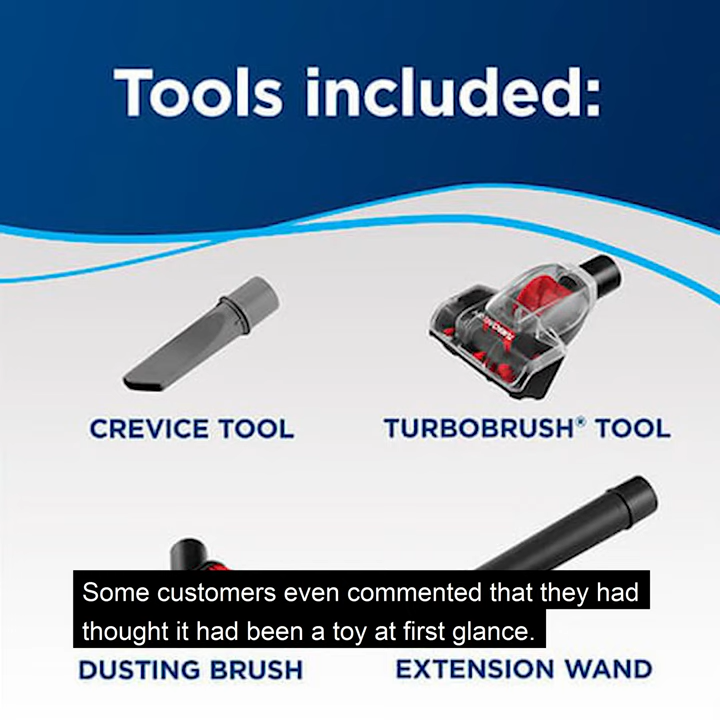 Tools included:
CREVICE TOOL
TURBOBRUSH® TOOL
Some customers even commented that they had
thought it had been a toy at first glance.
DUSTING BRUSH
EXTENSION WAND